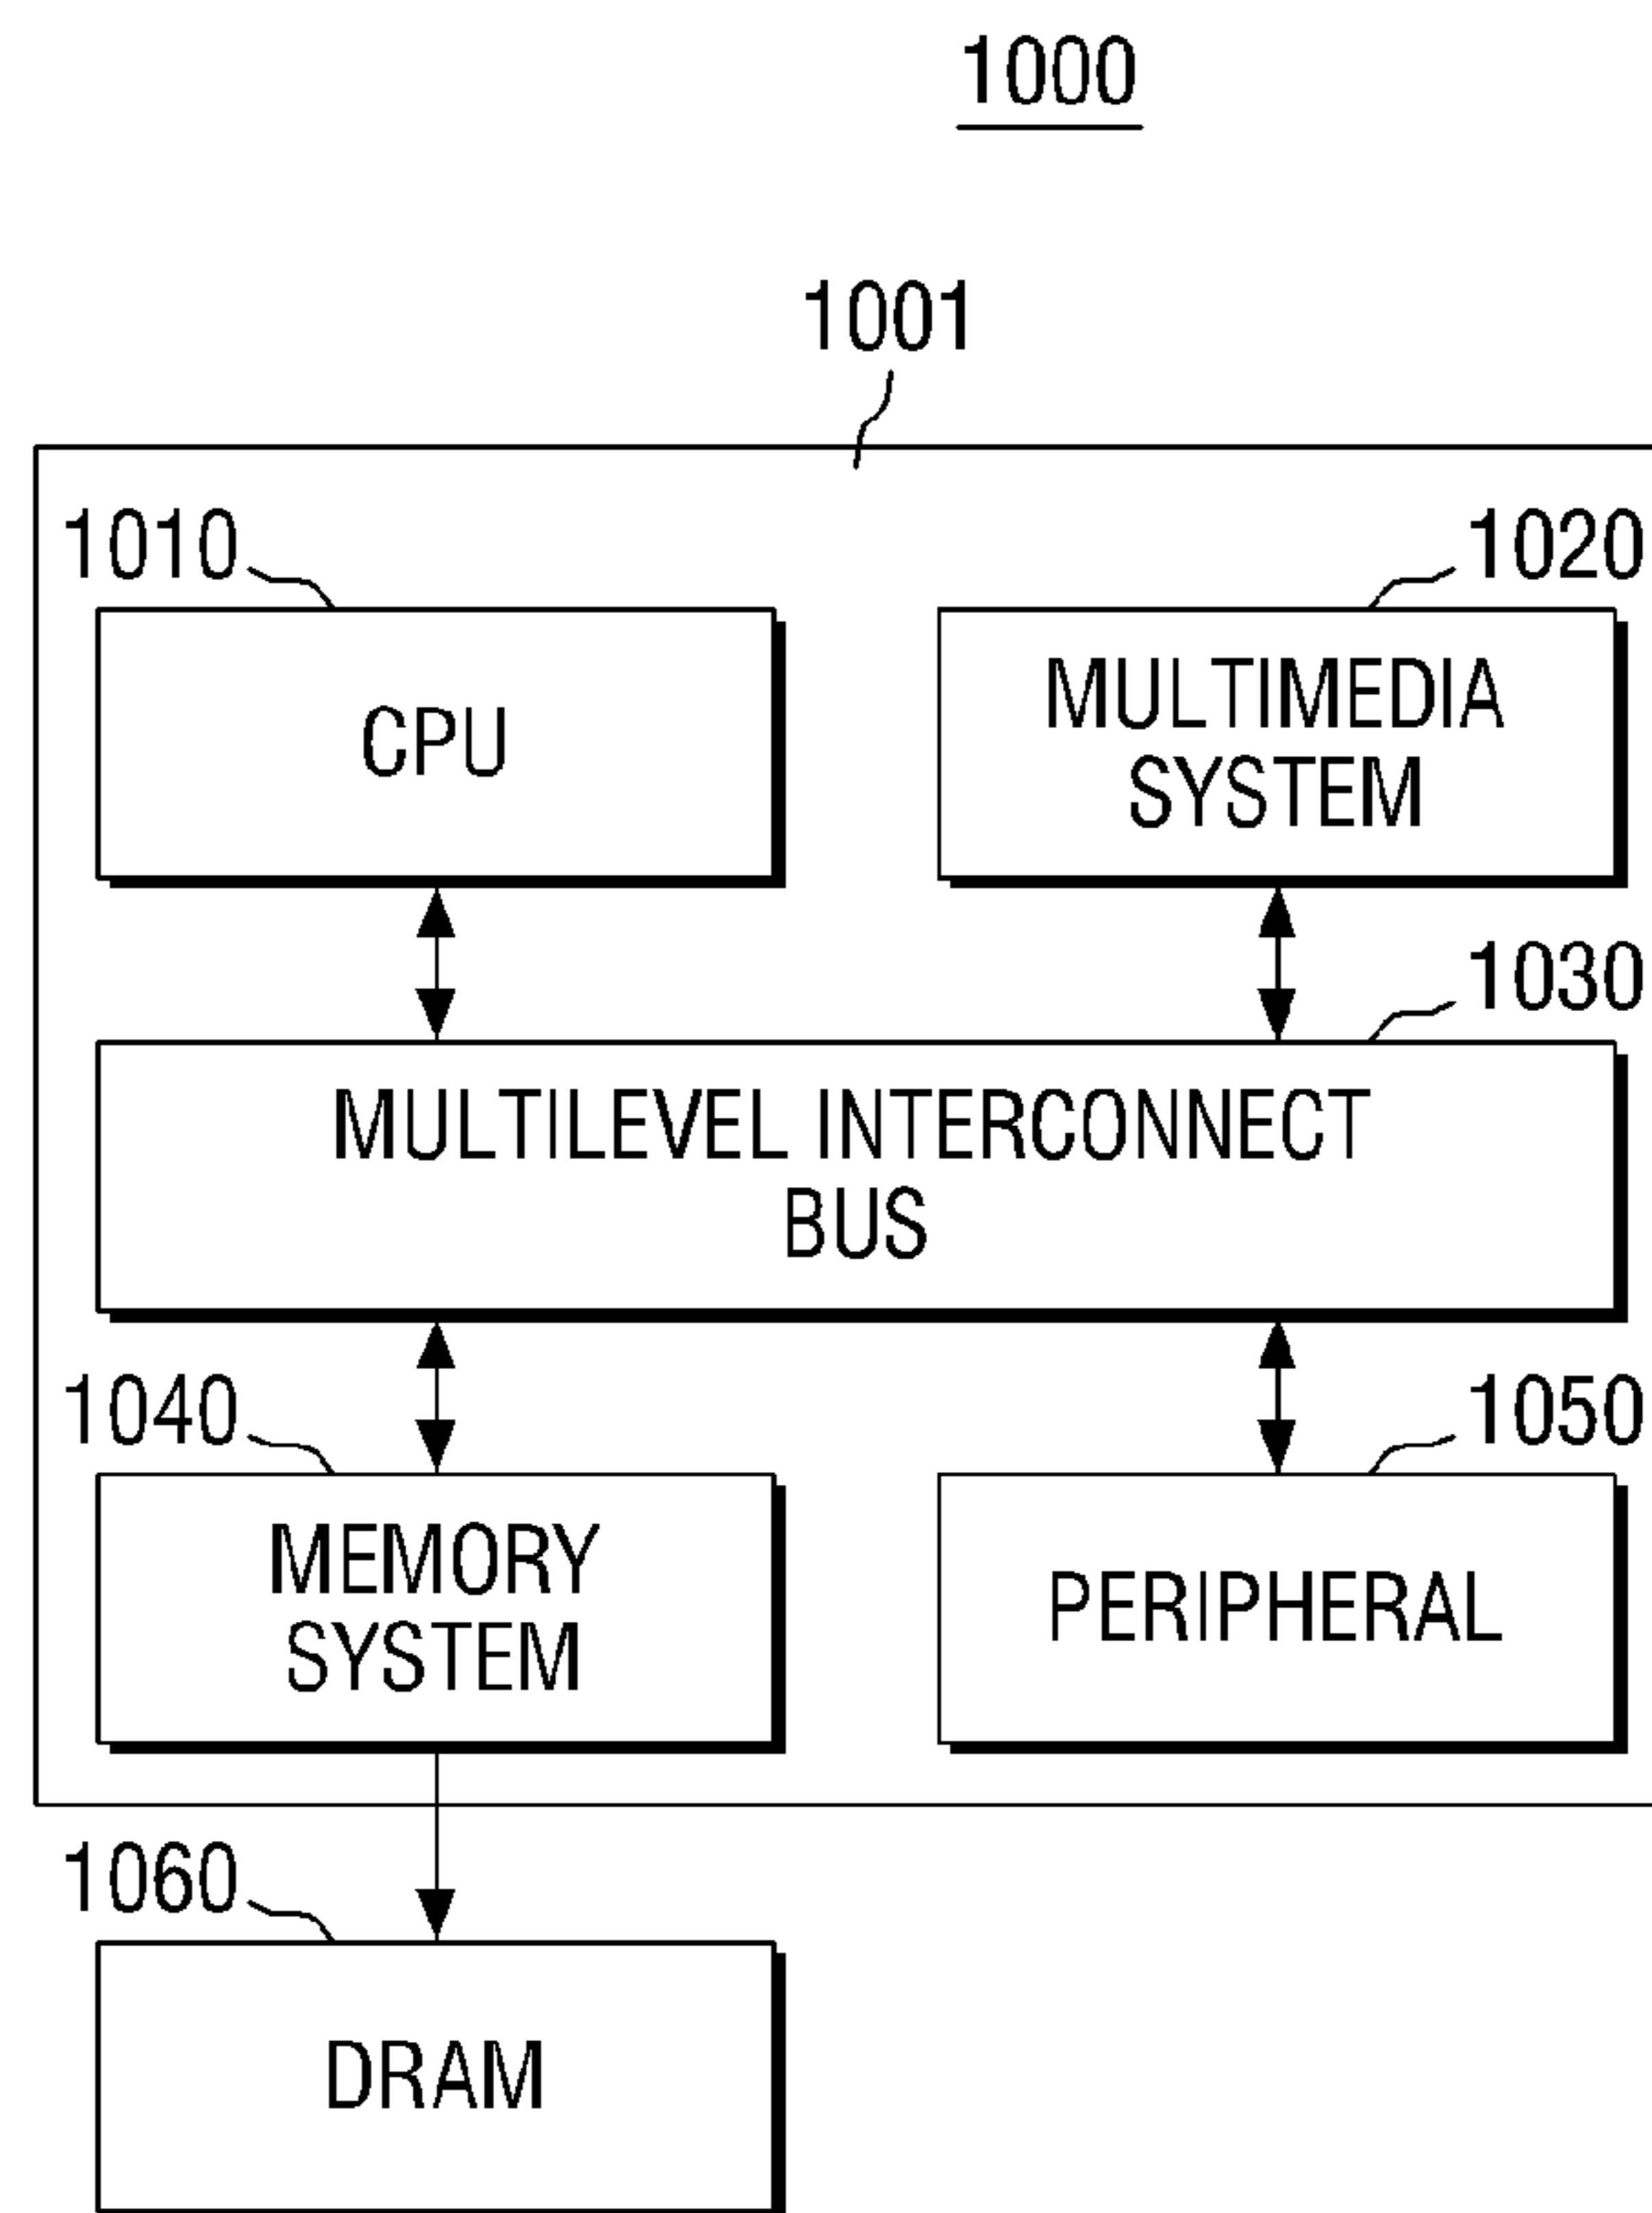 1000
1001
1010
1020
CPU
MULTIMEDIA
SYSTEM
1030
MULTILEVEL INTERCONNECT
BUS
1040
1050
MEMORY
SYSTEM
PERIPHERAL
1060
DRAM